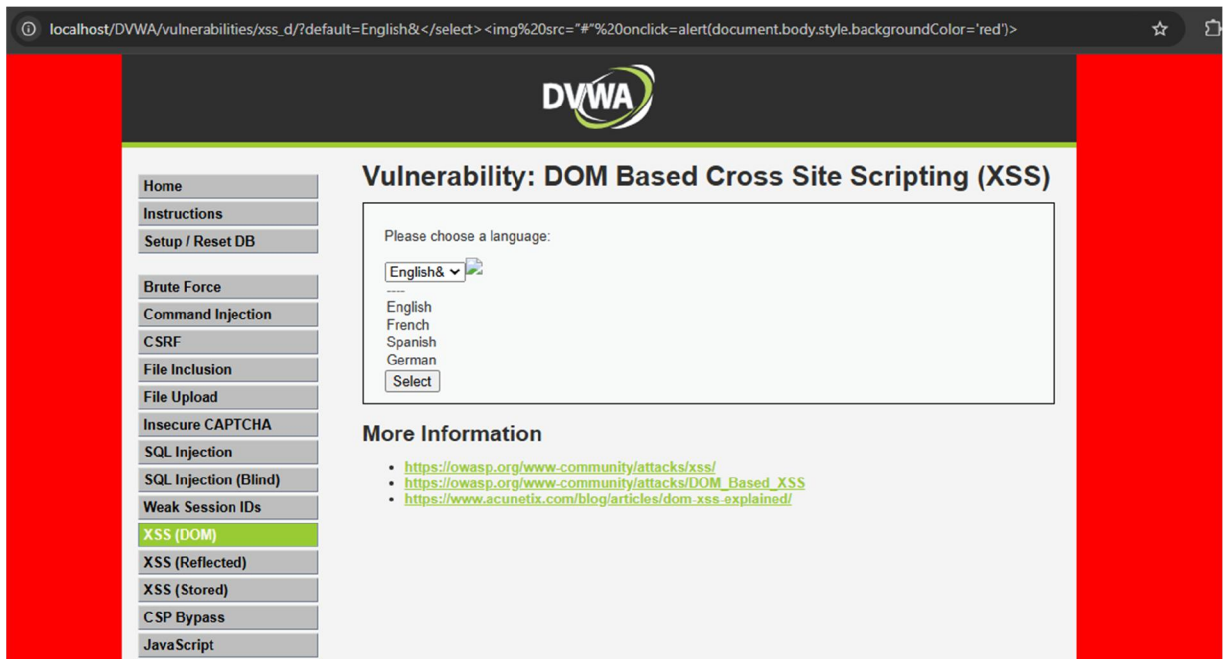 localhost/DVWA/vulnerabilities/xss_d/?default=English&</select><img%20src="#"%20onclick=alert(document.body.style.backgroundColor='red')>
DVWA
Home
Instructions
Setup / Reset DB
Brute Force
Command Injection
CSRF
File Inclusion
File Upload
Insecure CAPTCHA
SQL Injection
SQL Injection (Blind)
Weak Session IDs
XSS (DOM)
XSS (Reflected)
XSS (Stored)
CSP Bypass
JavaScript
Vulnerability: DOM Based Cross Site Scripting (XSS)
Please choose a language:
English&
----
English
French
Spanish
German
Select
More Information
https://owasp.org/www-community/attacks/xss/
https://owasp.org/www-community/attacks/DOM_Based_XSS
https://www.acunetix.com/blog/articles/dom-xss-explained/